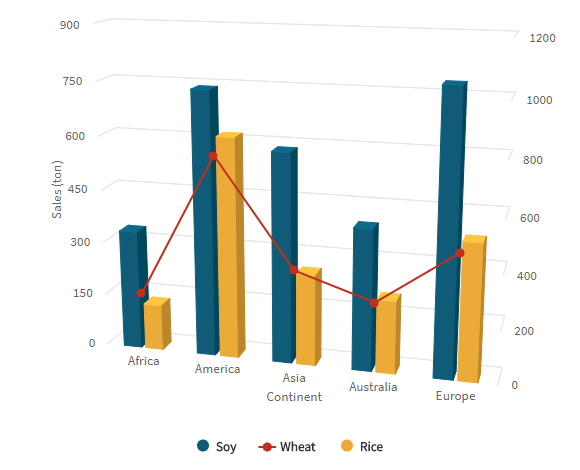 900
750
600
450
300
150
0
Sales (ton)
1200
1000
800
600
400
200
0
Africa
America
Asia
Australia
Europe
Continent
Soy Wheat Rice